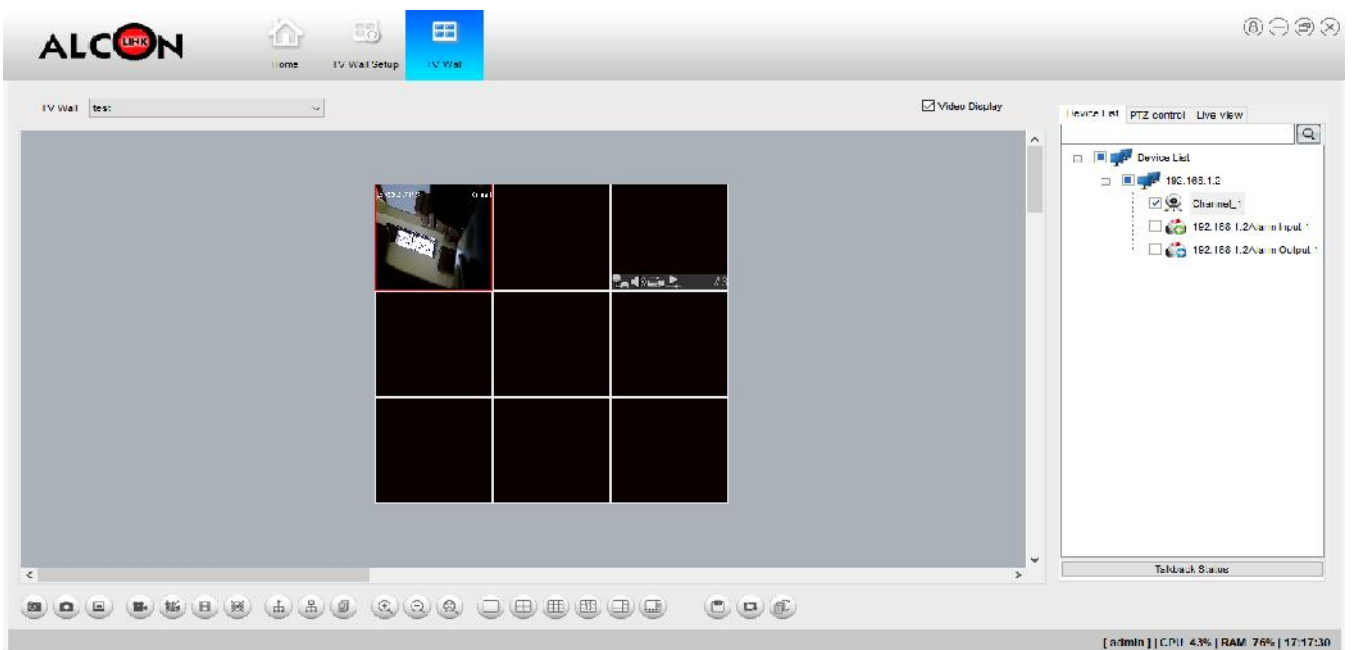 ALCON
LINK
Home
TV Wall Setup
TV Wall
TV Wall
test
Video Display
Device List
PTZ control
Live view
Device List
192.168.1.2
Channel_1
192.168.1.2Alarm Input 1
192.168.1.2Alarm Output 1
Talkback Status
[ admin ] | CPU 43% | RAM 76% | 17:17:30